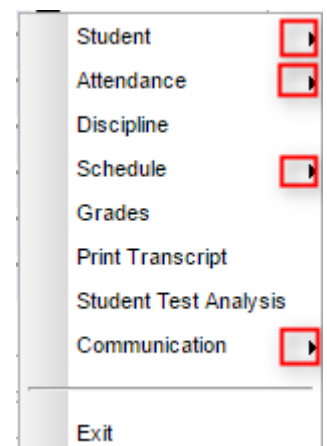 Student
Attendance
Discipline
Schedule
Grades
Print Transcript
Student Test Analysis
Communication
Exit